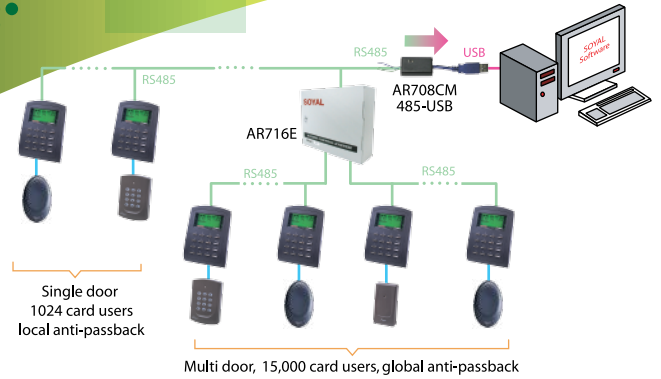 RS485
USB
SOYAL
Software
RS485
AR708CM
485-USB
SOYAL
AR716E
RS485
RS485
Single door
1024 card users
local anti-passback
Multi door, 15,000 card users, global anti-passback